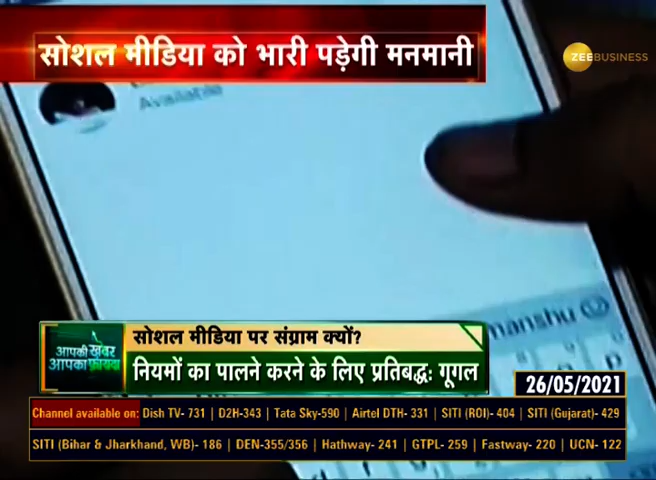 सोशल मीडिया को भारी पड़ेगी मनमानी
ZEE BUSINESS
Available
manshu
सोशल मीडिया पर संग्राम क्यों?
आपकी खबर
आपका फायदा
नियमों का पालने करने के लिए प्रतिबद्ध: गूगल
26/05/2021
Channel available on: Dish TV- 731 | D2H-343 | Tata Sky-590 | Airtel DTH- 331 | SITI (ROI)- 404 | SITI (Gujarat)- 429
SITI (Bihar & Jharkhand, WB)- 186 | DEN-355/356 | Hathway- 241 | GTPL- 259 | Fastway- 220 | UCN- 122